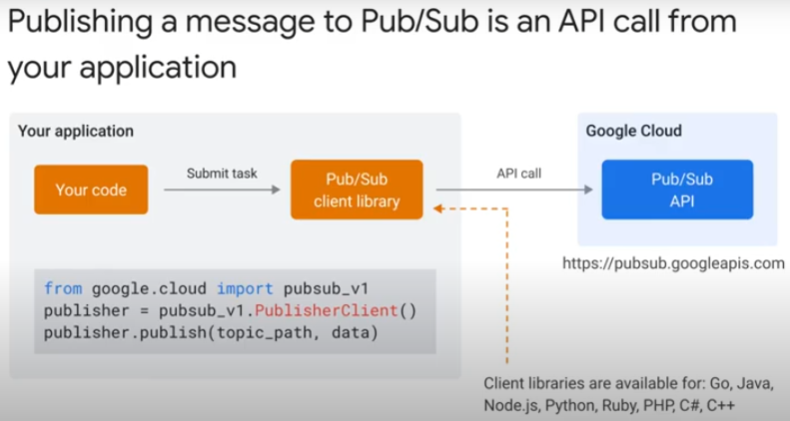 Publishing a message to Pub/Sub is an API call from
your application
Your application
Your code
Submit task
Pub/Sub
client library
API call
Google Cloud
Pub/Sub
API
https://pubsub.googleapis.com
from google.cloud import pubsub_v1
publisher = pubsub_v1.PublisherClient()
publisher.publish(topic_path, data)
Client libraries are available for: Go, Java,
Node.js, Python, Ruby, PHP, C#, C++